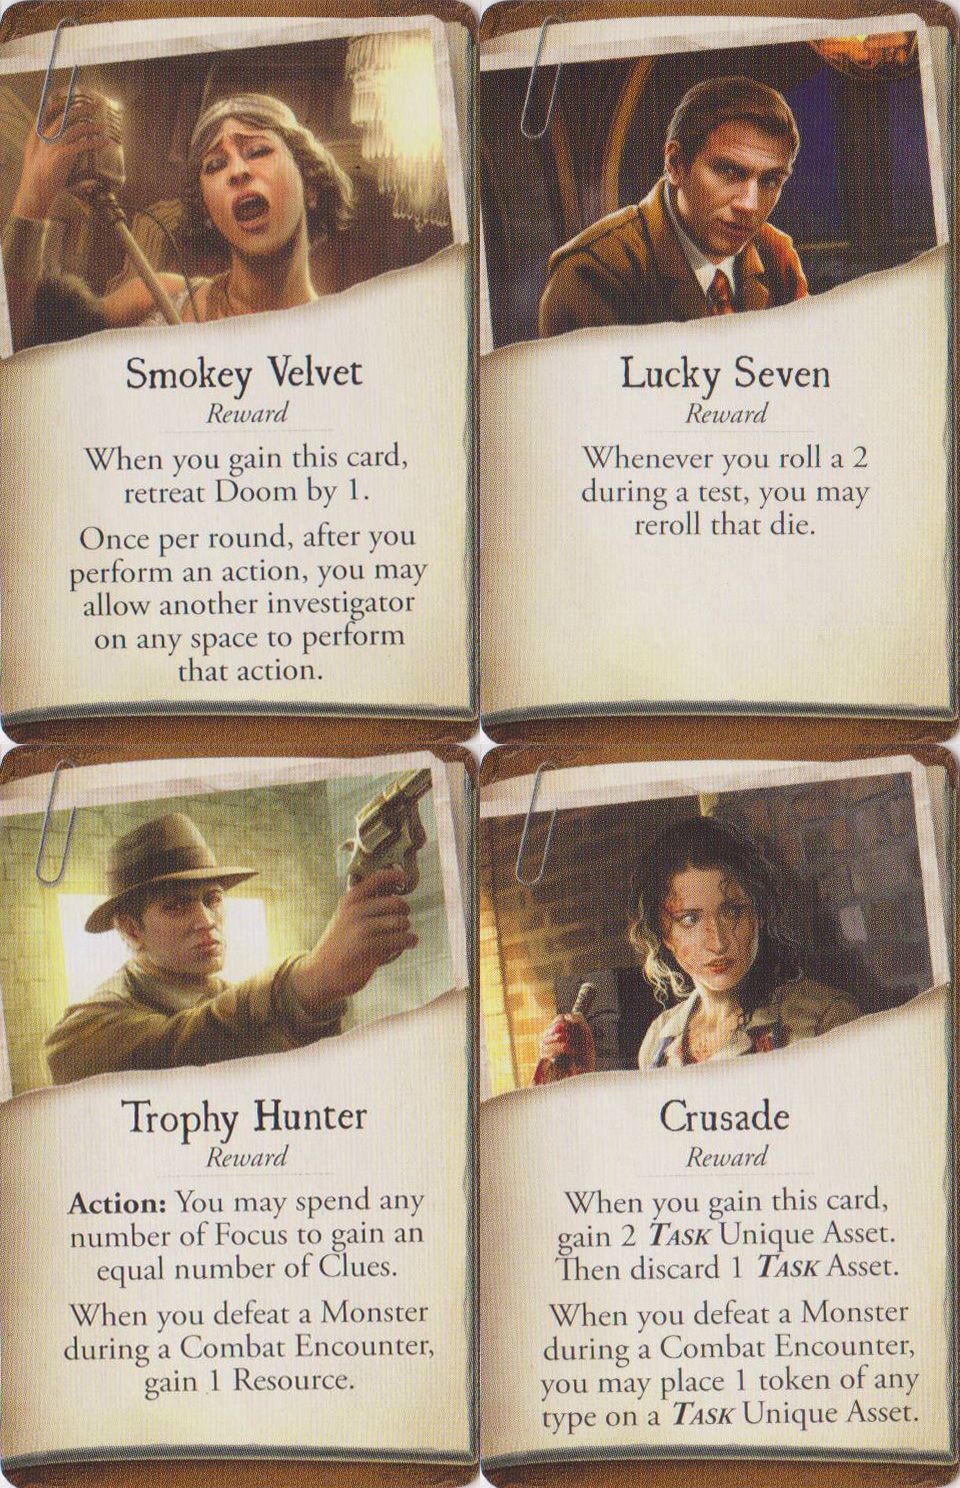 Smokey Velvet
Reward
When you gain this card,
retreat Doom by 1.
Once per round, after you
perform an action, you may
allow another investigator
on any space to perform
that action.
Lucky Seven
Reward
Whenever you roll a 2
during a test, you may
reroll that die.
Trophy Hunter
Reward
Action: You may spend any
number of Focus to gain an
equal number of Clues.
When you defeat a Monster
during a Combat Encounter,
gain 1 Resource.
Crusade
Reward
When you gain this card,
gain 2 TASK Unique Asset.
Then discard 1 TASK Asset.
When you defeat a Monster
during a Combat Encounter,
you may place 1 token of any
type on a TASK Unique Asset.